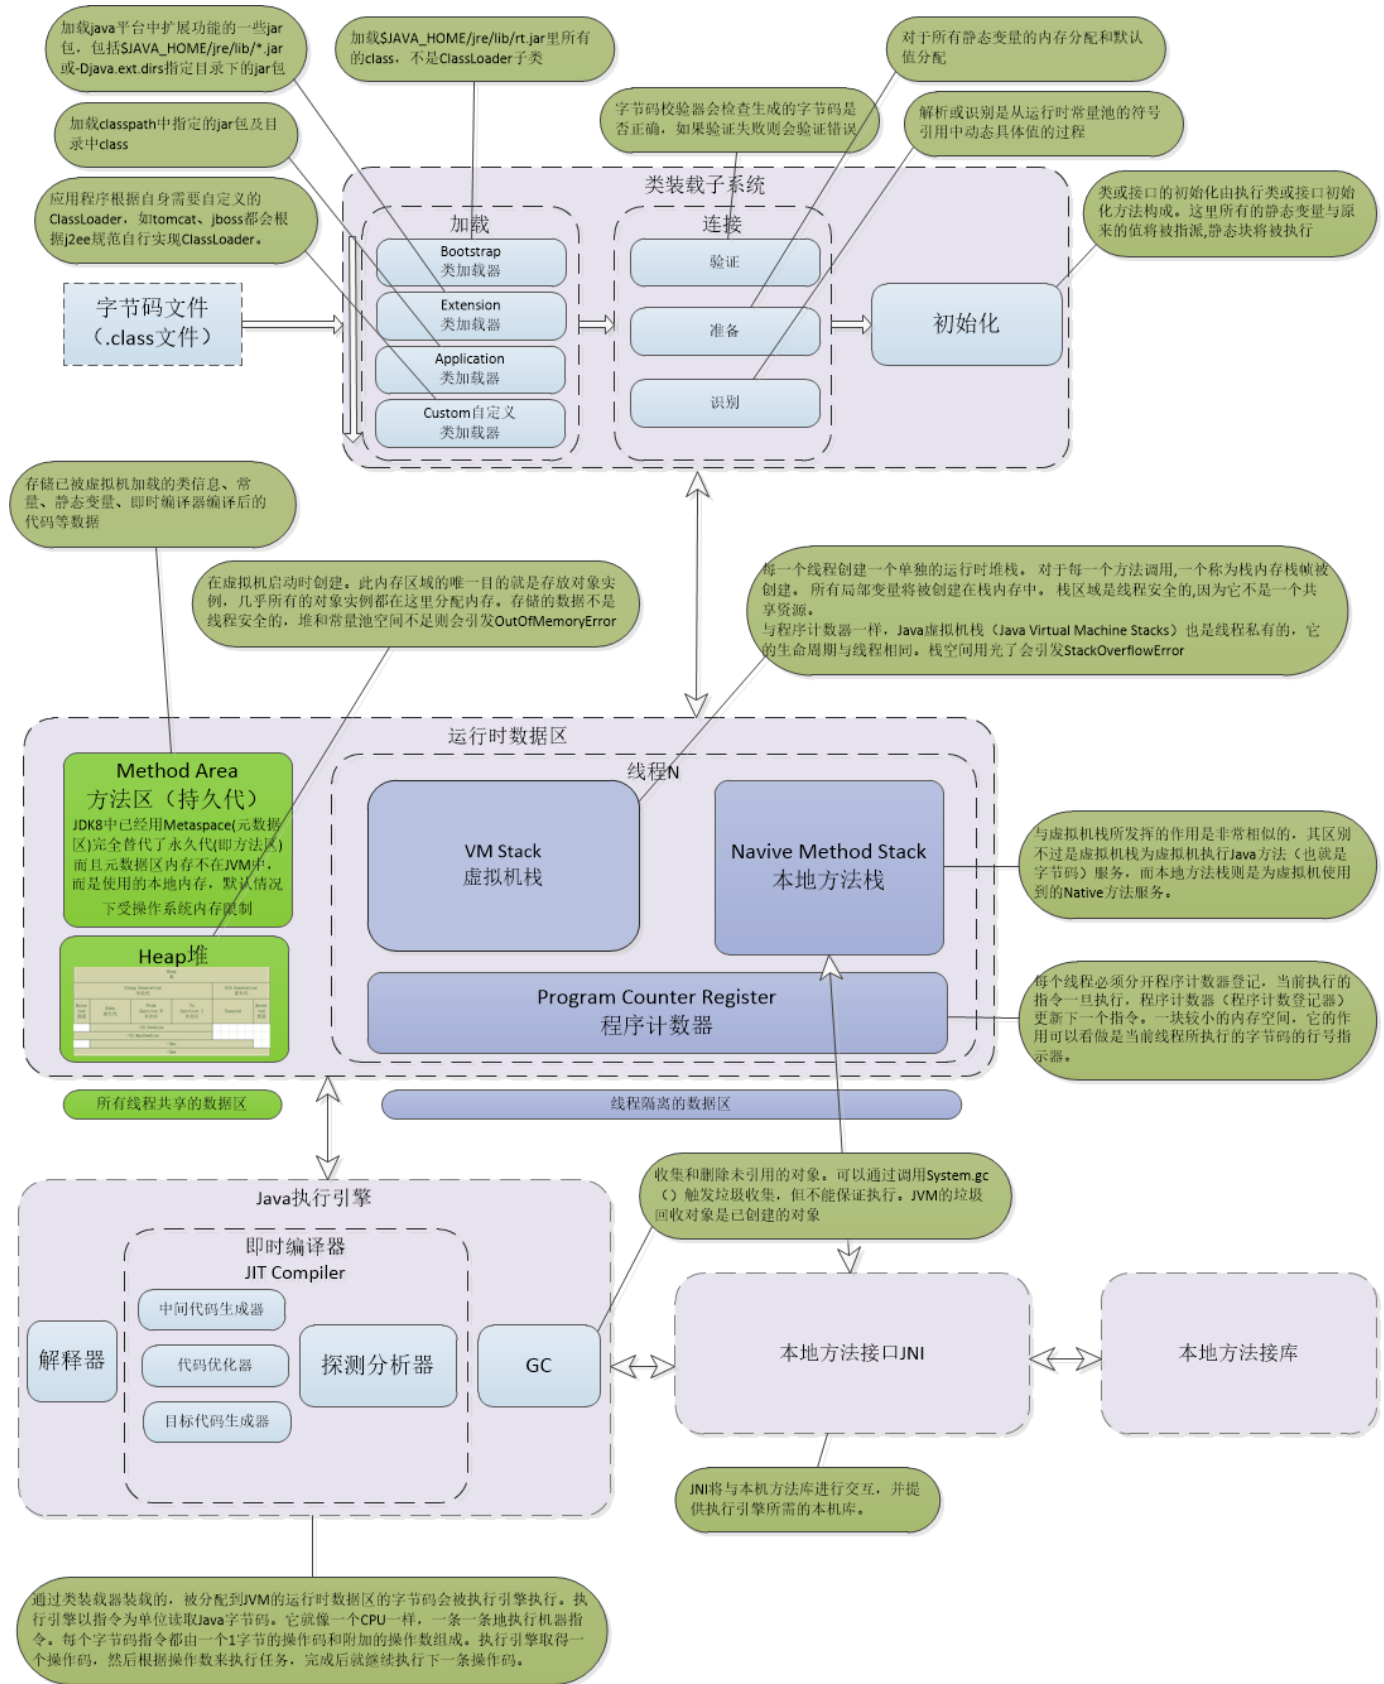 加载java平台中扩展功能的一些jar
包，包括$JAVA_HOME/jre/lib/*.jar
或-Djava.ext.dirs指定目录下的jar包
加载$JAVA_HOME/jre/lib/rt.jar里所有
的class，不是ClassLoader子类
对于所有静态变量的内存分配和默认
值分配
字节码校验器会检查生成的字节码是
否正确，如果验证失败则会验证错误
解析或识别是从运行时常量池的符号
引用中动态具体值的过程
加载classpath中指定的jar包及目
录中class
应用程序根据自身需要自定义的
ClassLoader，如tomcat、jboss都会根
据j2ee规范自行实现ClassLoader。
类或接口的初始化由执行类或接口初始
化方法构成。这里所有的静态变量与原
来的值将被指派,静态块将被执行
类装载子系统
加载
Bootstrap
类加载器
Extension
类加载器
Application
类加载器
Custom自定义
类加载器
连接
验证
准备
识别
初始化
字节码文件
（.class文件）
存储已被虚拟机加载的类信息、常
量、静态变量、即时编译器编译后的
代码等数据
在虚拟机启动时创建。此内存区域的唯一目的就是存放对象实
例，几乎所有的对象实例都在这里分配内存。存储的数据不是
线程安全的，堆和常量池空间不足则会引发OutOfMemoryError
每一个线程创建一个单独的运行时堆栈。 对于每一个方法调用,一个称为栈内存栈帧被
创建。 所有局部变量将被创建在栈内存中。 栈区域是线程安全的,因为它不是一个共
享资源。
与程序计数器一样，Java虚拟机栈（Java Virtual Machine Stacks）也是线程私有的，它
的生命周期与线程相同。栈空间用光了会引发StackOverflowError
运行时数据区
Method Area
方法区（持久代）
JDK8中已经用Metaspace(元数据
区)完全替代了永久代(即方法区)
而且元数据区内存不在JVM中，
而是使用的本地内存，默认情况
下受操作系统内存限制
Heap堆
线程N
VM Stack
虚拟机栈
Navive Method Stack
本地方法栈
Program Counter Register
程序计数器
与虚拟机栈所发挥的作用是非常相似的，其区别
不过是虚拟机栈为虚拟机执行Java方法（也就是
字节码）服务，而本地方法栈则是为虚拟机使用
到的Native方法服务。
每个线程必须分开程序计数器登记，当前执行的
指令一旦执行，程序计数器（程序计数登记器）
更新下一个指令。一块较小的内存空间，它的作
用可以看做是当前线程所执行的字节码的行号指
示器。
所有线程共享的数据区
线程隔离的数据区
收集和删除未引用的对象。可以通过调用System.gc
（）触发垃圾收集，但不能保证执行。JVM的垃圾
回收对象是已创建的对象
Java执行引擎
即时编译器
JIT Compiler
中间代码生成器
代码优化器
目标代码生成器
解释器
探测分析器
GC
本地方法接口JNI
本地方法接库
JNI将与本机方法库进行交互，并提
供执行引擎所需的本机库。
通过类装载器装载的，被分配到JVM的运行时数据区的字节码会被执行引擎执行。执
行引擎以指令为单位读取Java字节码。它就像一个CPU一样，一条一条地执行机器指
令。每个字节码指令都由一个1字节的操作码和附加的操作数组成。执行引擎取得一
个操作码，然后根据操作数来执行任务，完成后就继续执行下一条操作码。